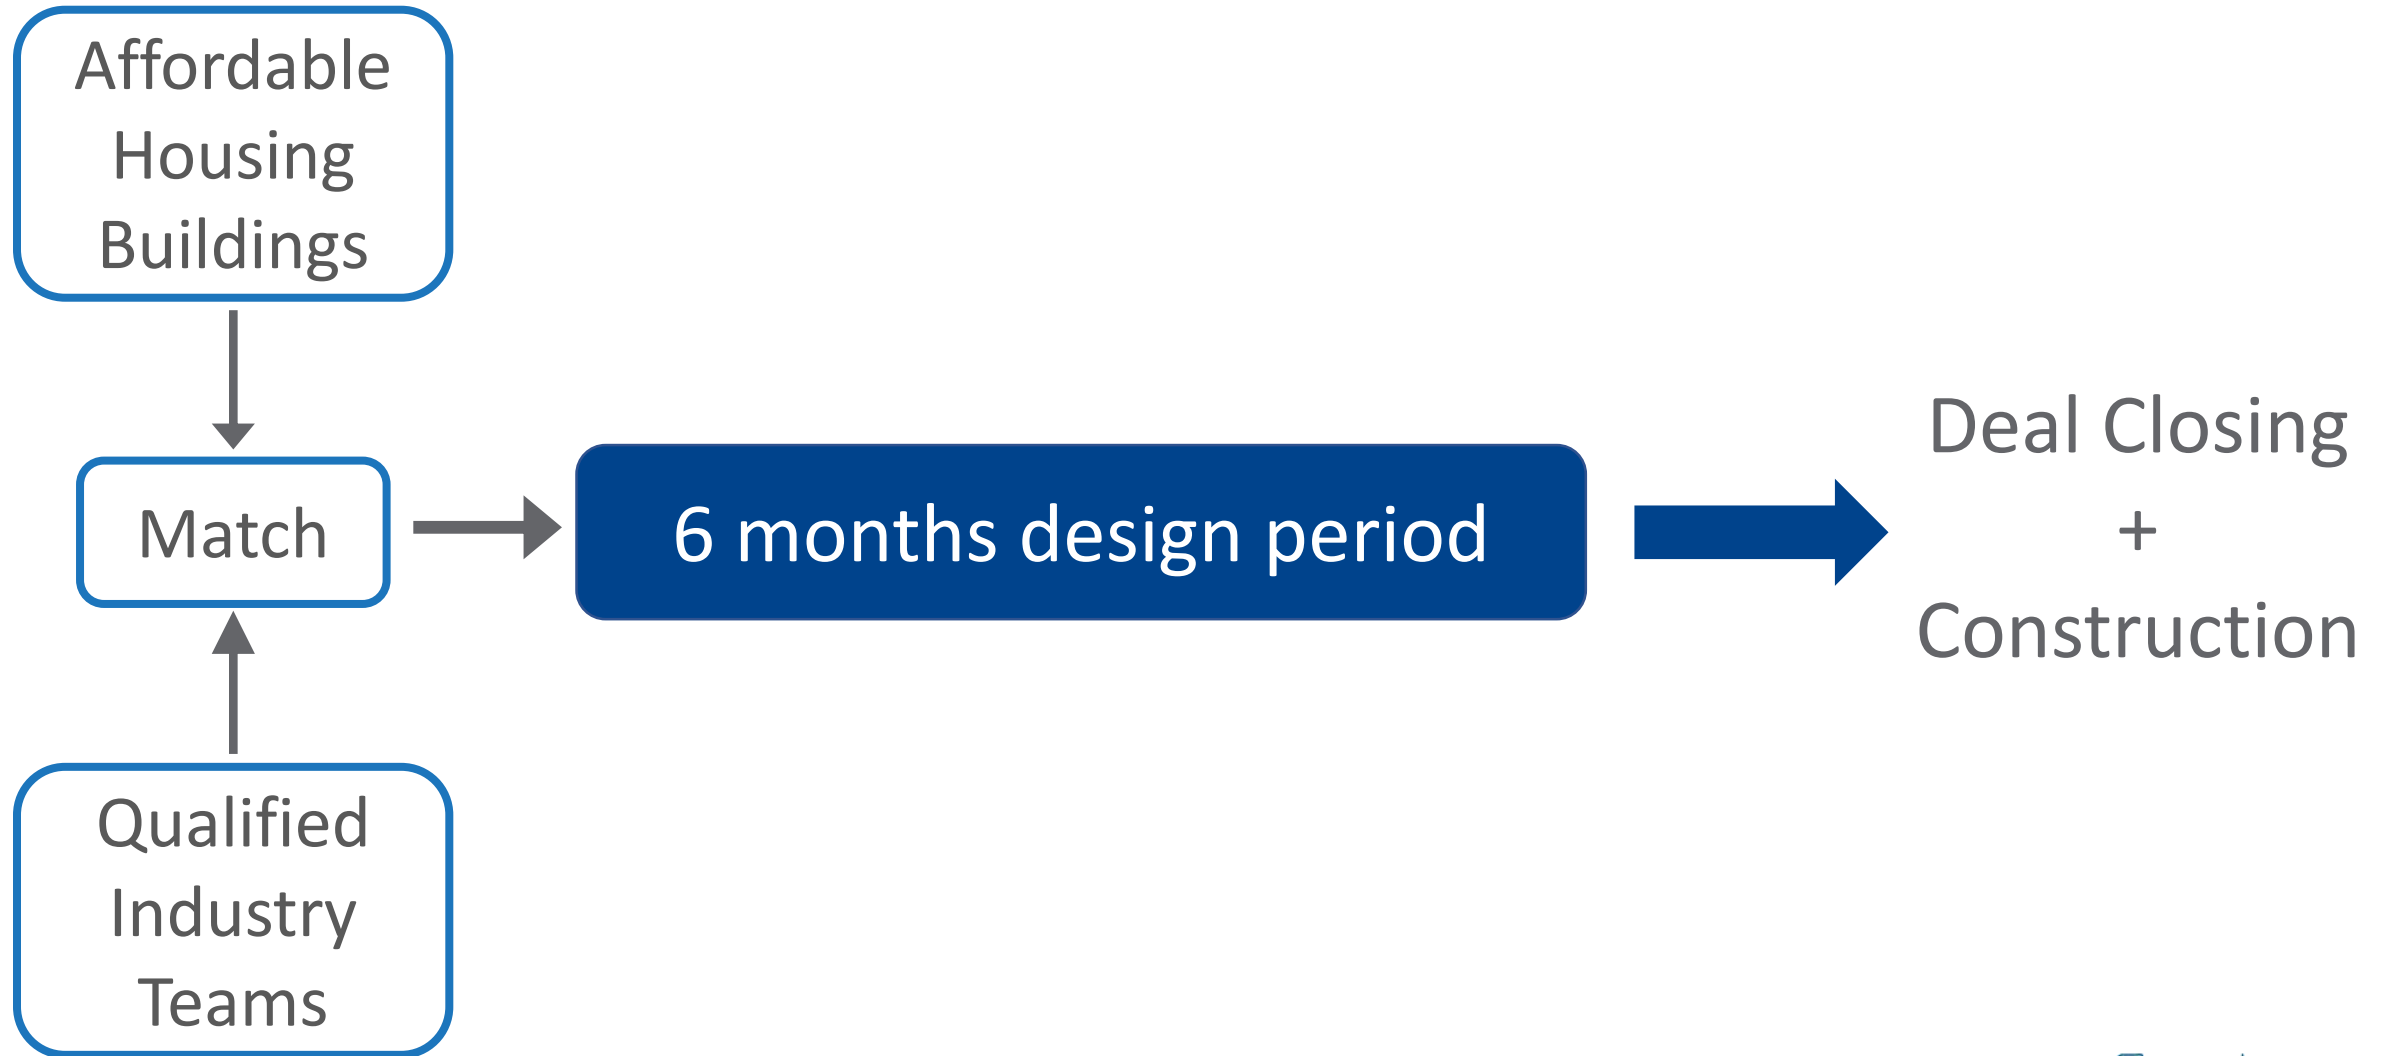 Affordable
Housing
Buildings
Match
6 months design period
Deal Closing
+
Construction
Qualified
Industry
Teams